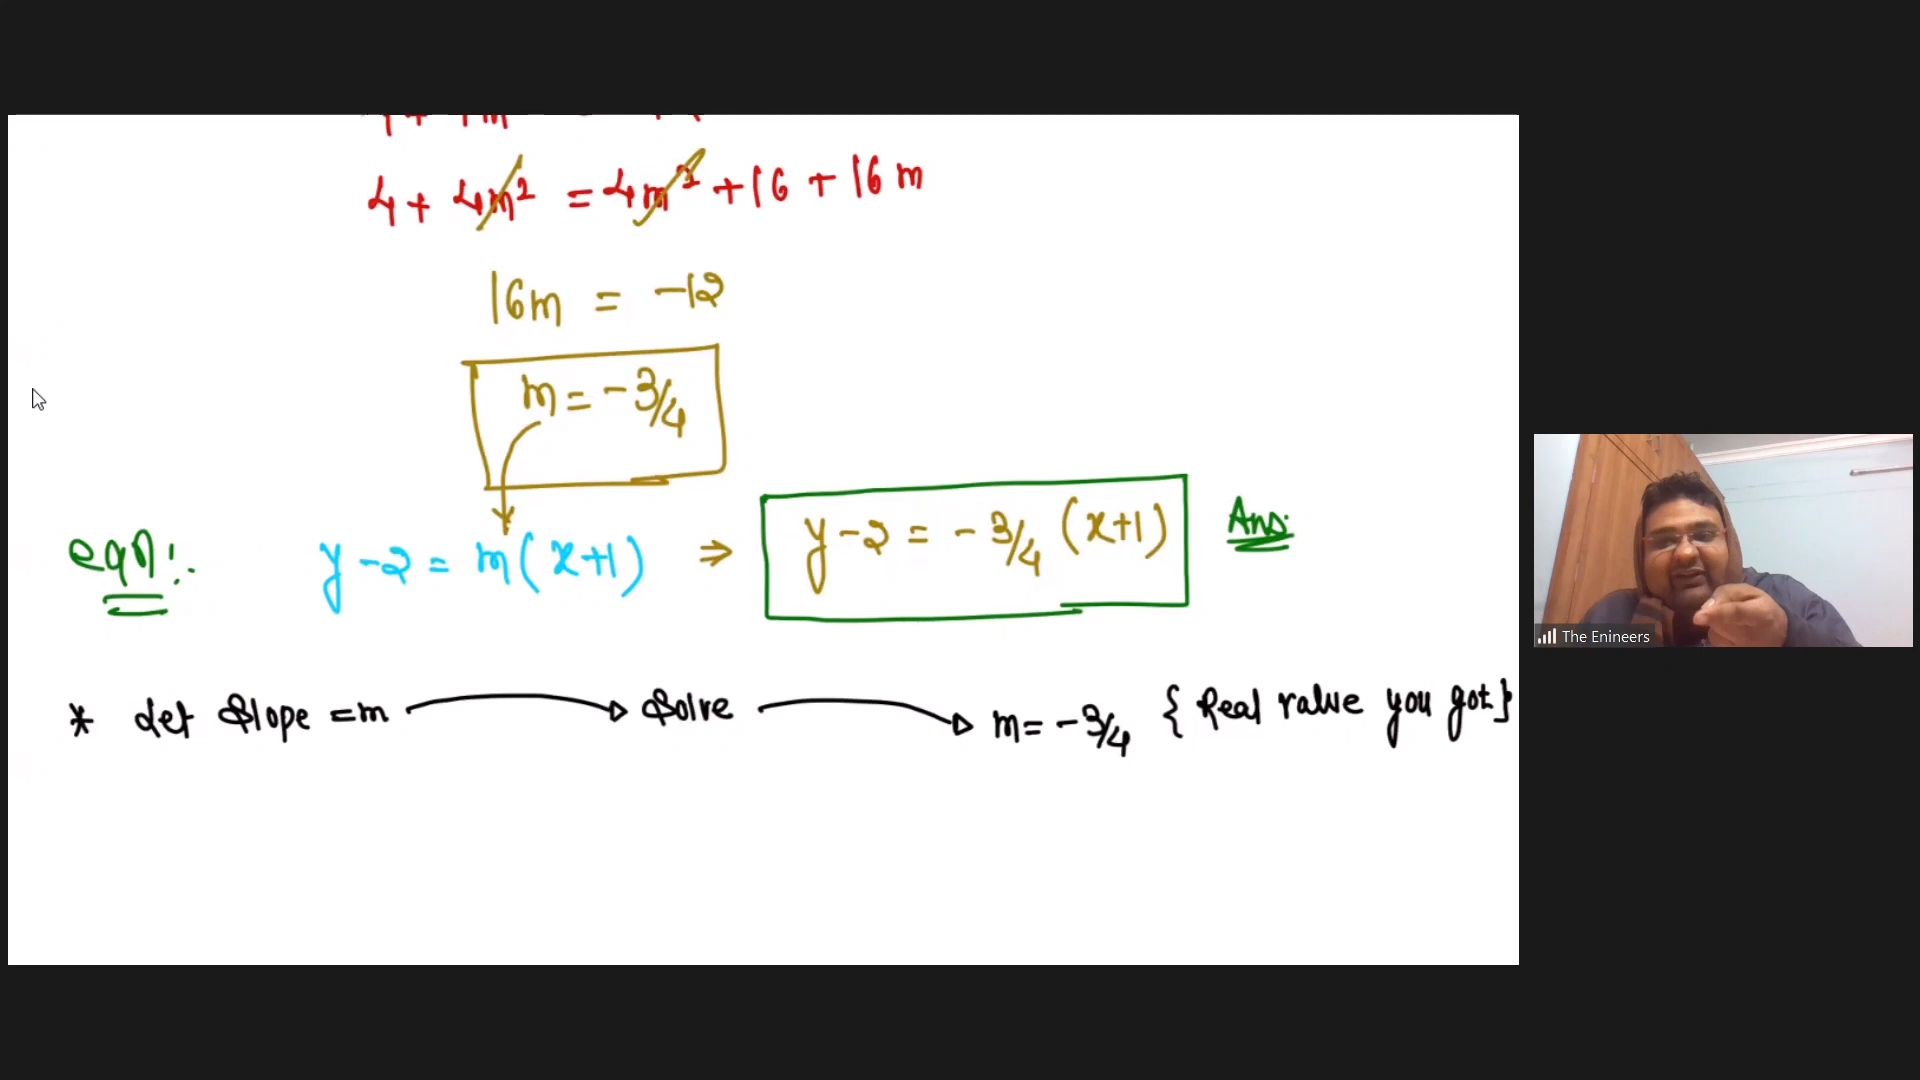 4 + 4m² = 4m² + 16 + 16m
16m = -12
m = -3/4
eqn:. y-2 = m(x+1) ⇒ y-2 = -3/4 (x+1) Ans:
* Let Slope = m → Solve → m = -3/4 { Real value you got }
The Enineers